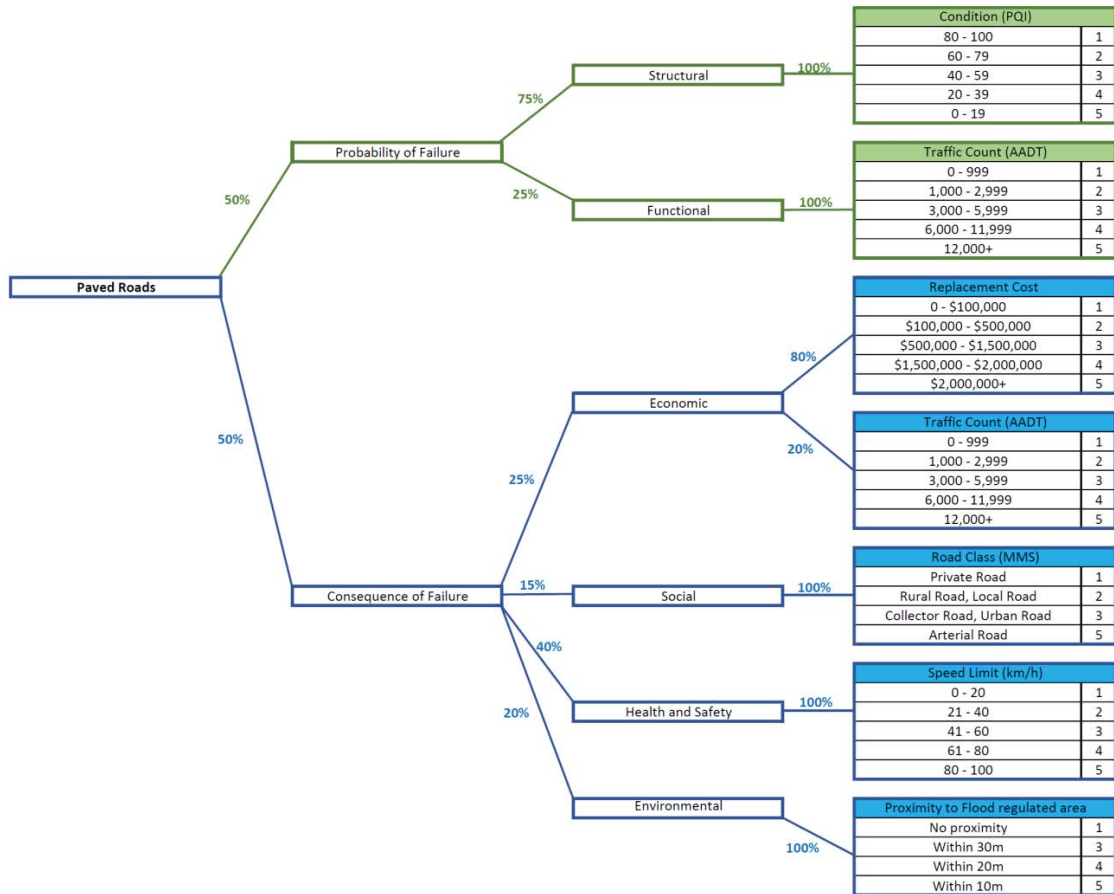 Condition (PQI)
80 - 100 1
60 - 79 2
40 - 59 3
20 - 39 4
0 - 19 5
Structural
100%
75%
Probability of Failure
25%
Functional
100%
Traffic Count (AADT)
0 - 999 1
1,000 - 2,999 2
3,000 - 5,999 3
6,000 - 11,999 4
12,000+ 5
50%
Paved Roads
50%
Replacement Cost
0 - $100,000 1
$100,000 - $500,000 2
$500,000 - $1,500,000 3
$1,500,000 - $2,000,000 4
$2,000,000+ 5
80%
Economic
20%
Traffic Count (AADT)
0 - 999 1
1,000 - 2,999 2
3,000 - 5,999 3
6,000 - 11,999 4
12,000+ 5
25%
Consequence of Failure
15%
Social
100%
Road Class (MMS)
Private Road 1
Rural Road, Local Road 2
Collector Road, Urban Road 3
Arterial Road 5
40%
Health and Safety
100%
Speed Limit (km/h)
0 - 20 1
21 - 40 2
41 - 60 3
61 - 80 4
80 - 100 5
20%
Environmental
100%
Proximity to Flood regulated area
No proximity 1
Within 30m 3
Within 20m 4
Within 10m 5